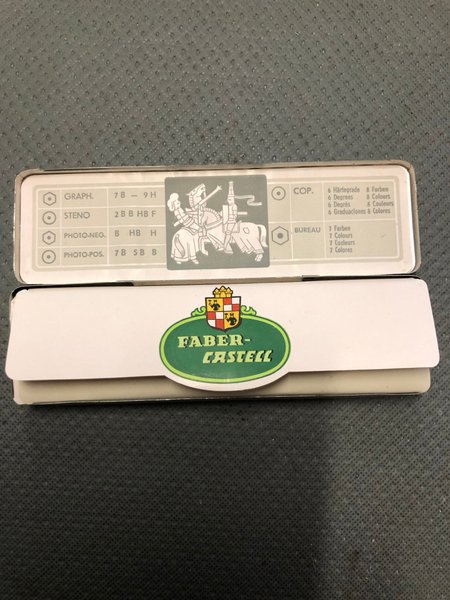 GRAPH. 7B — 9H
STENO 2B B HB F
PHOTO-NEG. B HB H
PHOTO-POS. 7B 5B B
COP. 6 Härtegrade 8 Farben
6 Degrees 8 Colours
6 Degrés 8 Couleurs
6 Graduaciones 8 Colores
BUREAU 7 Farben
7 Colours
7 Couleurs
7 Colores
FABER-
CASTELL